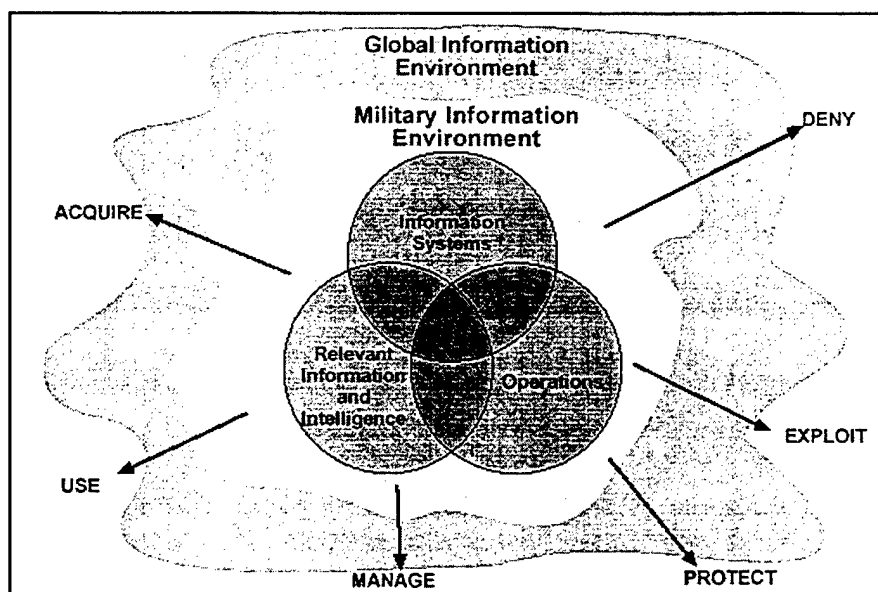 Global Information
Environment
Military Information
Environment
DENY
ACQUIRE
Information
Systems
Relevant
Information
and
Intelligence
Operations
EXPLOIT
USE
MANAGE
PROTECT